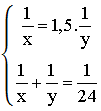 1/x = 1,5 · 1/y
1/x + 1/y = 1/24